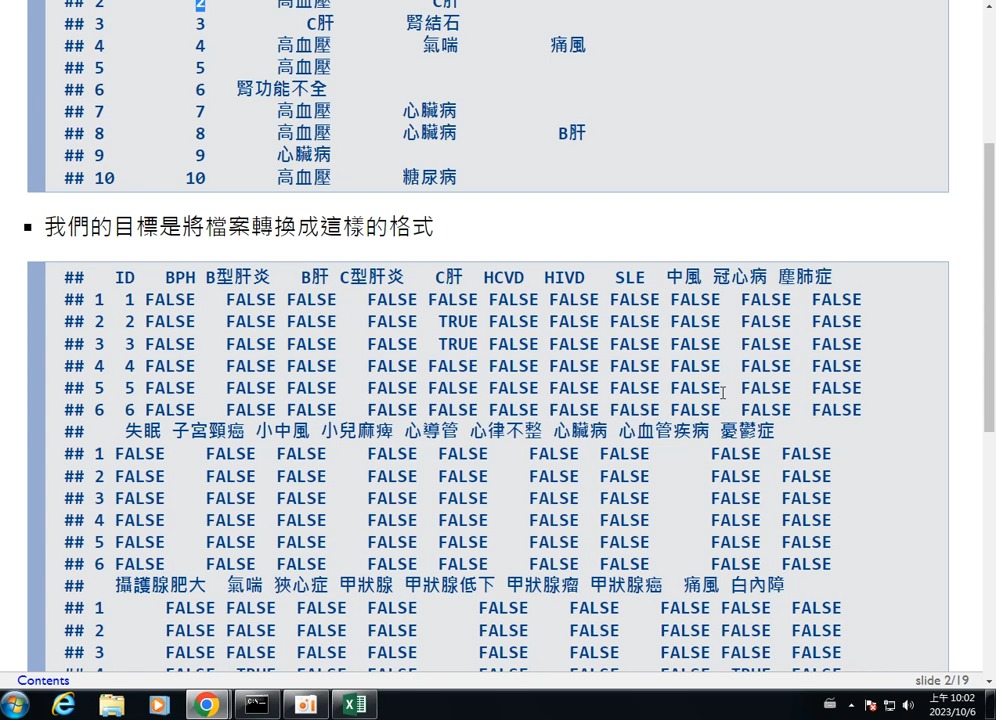 ## 2 2 高血壓 C肝
## 3 3 C肝 腎結石
## 4 4 高血壓 氣喘 痛風
## 5 5 高血壓
## 6 6 腎功能不全
## 7 7 高血壓 心臟病
## 8 8 高血壓 心臟病 B肝
## 9 9 心臟病
## 10 10 高血壓 糖尿病
▪ 我們的目標是將檔案轉換成這樣的格式
## ID BPH B型肝炎 B肝 C型肝炎 C肝 HCVD HIVD SLE 中風 冠心病 塵肺症
## 1 1 FALSE FALSE FALSE FALSE FALSE FALSE FALSE FALSE FALSE FALSE FALSE
## 2 2 FALSE FALSE FALSE FALSE TRUE FALSE FALSE FALSE FALSE FALSE FALSE
## 3 3 FALSE FALSE FALSE FALSE TRUE FALSE FALSE FALSE FALSE FALSE FALSE
## 4 4 FALSE FALSE FALSE FALSE FALSE FALSE FALSE FALSE FALSE FALSE FALSE
## 5 5 FALSE FALSE FALSE FALSE FALSE FALSE FALSE FALSE FALSE FALSE FALSE
## 6 6 FALSE FALSE FALSE FALSE FALSE FALSE FALSE FALSE FALSE FALSE FALSE
## 失眠 子宮頸癌 小中風 小兒麻痺 心導管 心律不整 心臟病 心血管疾病 憂鬱症
## 1 FALSE FALSE FALSE FALSE FALSE FALSE FALSE FALSE FALSE
## 2 FALSE FALSE FALSE FALSE FALSE FALSE FALSE FALSE FALSE
## 3 FALSE FALSE FALSE FALSE FALSE FALSE FALSE FALSE FALSE
## 4 FALSE FALSE FALSE FALSE FALSE FALSE FALSE FALSE FALSE
## 5 FALSE FALSE FALSE FALSE FALSE FALSE FALSE FALSE FALSE
## 6 FALSE FALSE FALSE FALSE FALSE FALSE FALSE FALSE FALSE
## 攝護腺肥大 氣喘 狹心症 甲狀腺 甲狀腺低下 甲狀腺瘤 甲狀腺癌 痛風 白內障
## 1 FALSE FALSE FALSE FALSE FALSE FALSE FALSE FALSE FALSE
## 2 FALSE FALSE FALSE FALSE FALSE FALSE FALSE FALSE FALSE
## 3 FALSE FALSE FALSE FALSE FALSE FALSE FALSE FALSE FALSE
## 4 FALSE TRUE FALSE FALSE FALSE FALSE FALSE TRUE FALSE
Contents slide 2/19
上午 10:02
2023/10/6